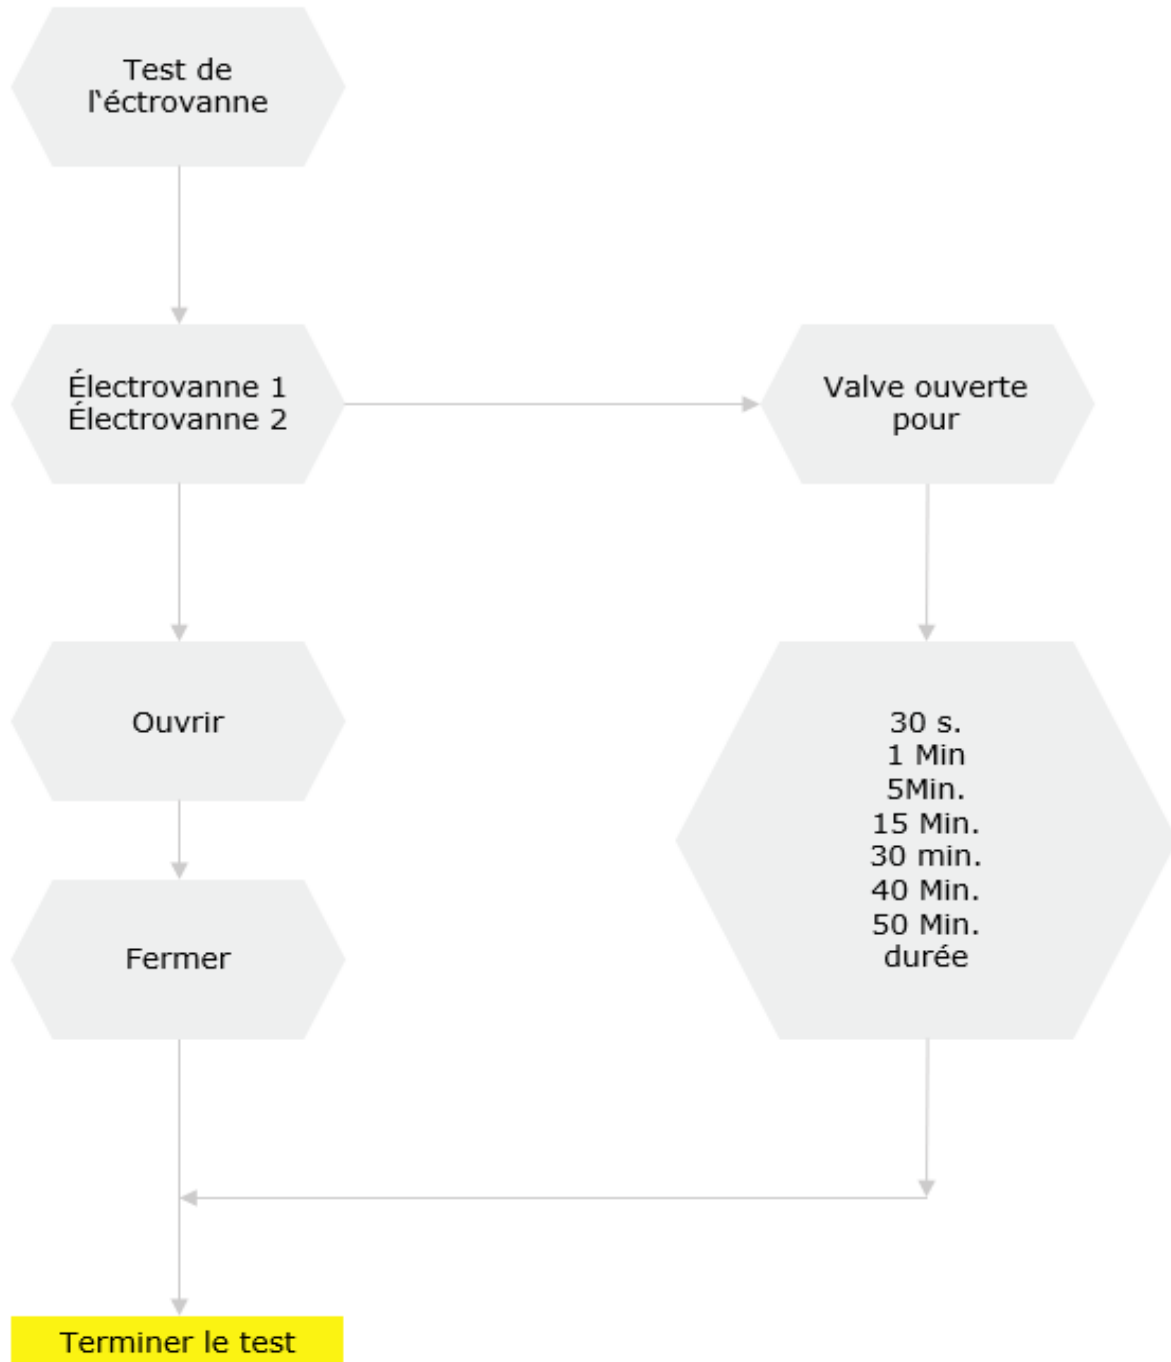 Test de
l‘éctrovanne
Électrovanne 1
Électrovanne 2
Valve ouverte
pour
Ouvrir
30 s.
1 Min
5Min.
15 Min.
30 min.
40 Min.
50 Min.
durée
Fermer
Terminer le test